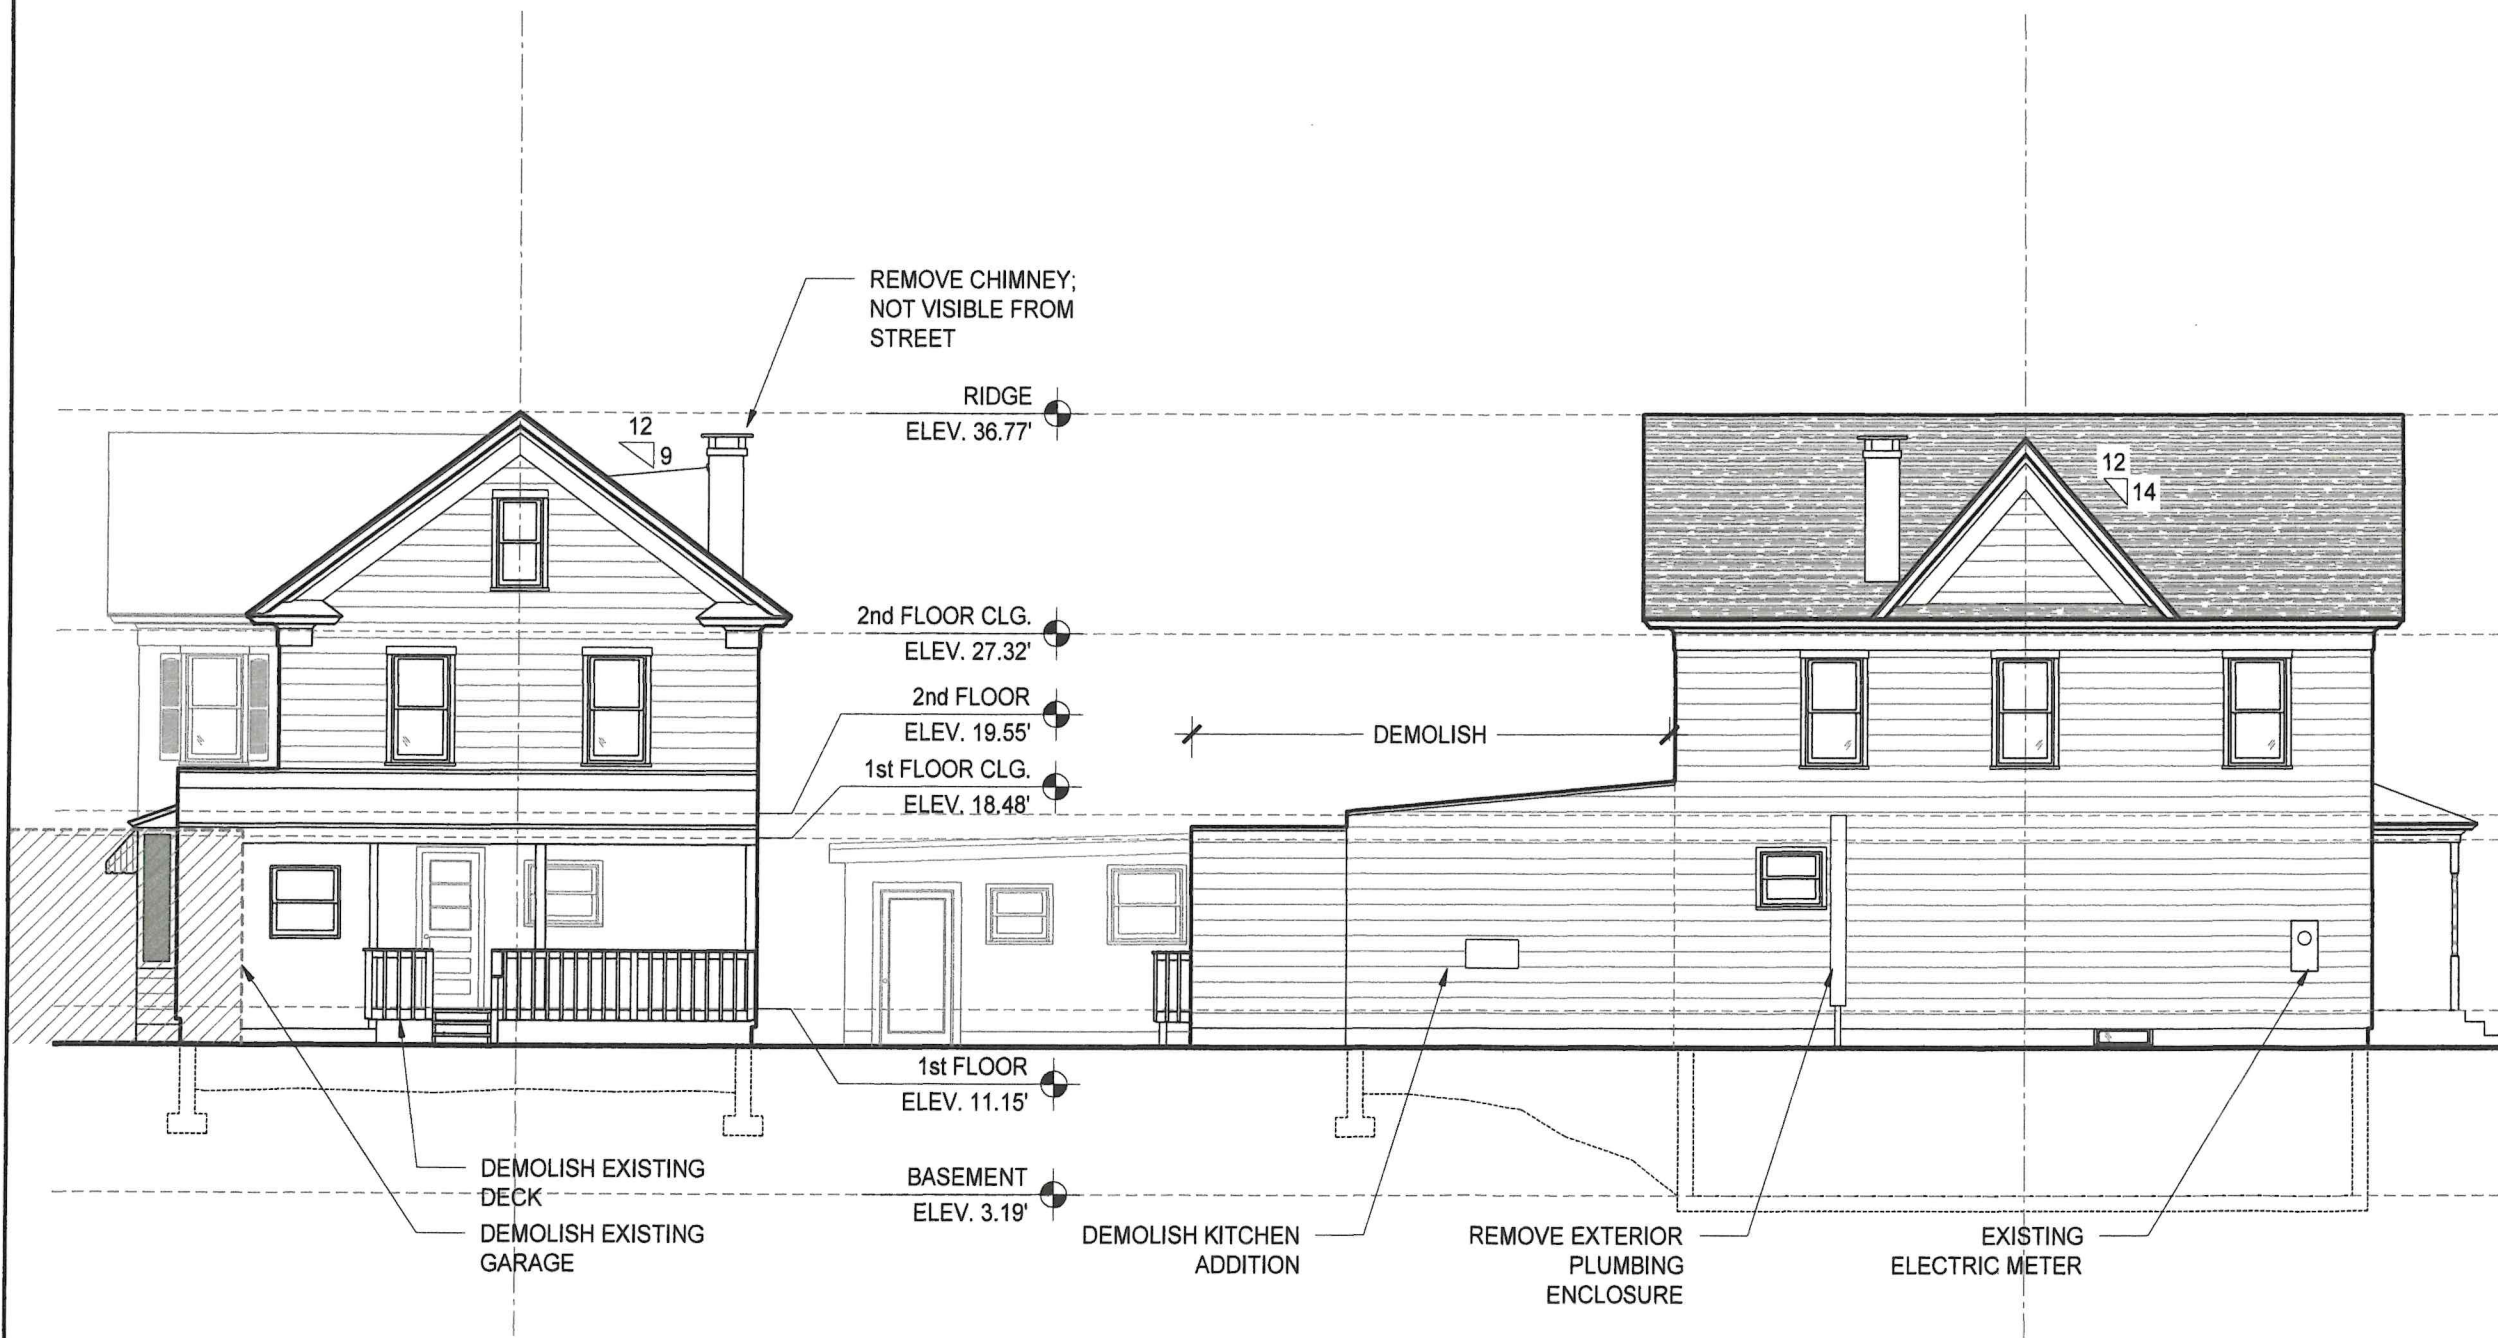 REMOVE CHIMNEY;
NOT VISIBLE FROM
STREET
RIDGE
ELEV. 36.77'
12
9
12
14
2nd FLOOR CLG.
ELEV. 27.32'
2nd FLOOR
ELEV. 19.55'
DEMOLISH
1st FLOOR CLG.
ELEV. 18.48'
1st FLOOR
ELEV. 11.15'
DEMOLISH EXISTING
DECK
BASEMENT
ELEV. 3.19'
DEMOLISH EXISTING
GARAGE
DEMOLISH KITCHEN
ADDITION
REMOVE EXTERIOR
PLUMBING
ENCLOSURE
EXISTING
ELECTRIC METER